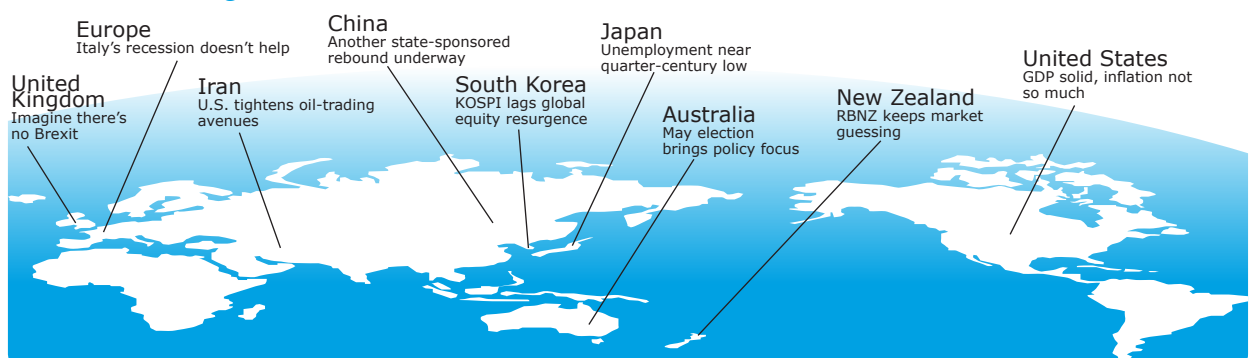 Europe
Italy's recession doesn't help
China
Another state-sponsored
rebound underway
Japan
Unemployment near
quarter-century low
United States
GDP solid, inflation not
so much
United
Kingdom
Imagine there's
no Brexit
Iran
U.S. tightens oil-trading
avenues
South Korea
KOSPI lags global
equity resurgence
Australia
May election
brings policy focus
New Zealand
RBNZ keeps market
guessing